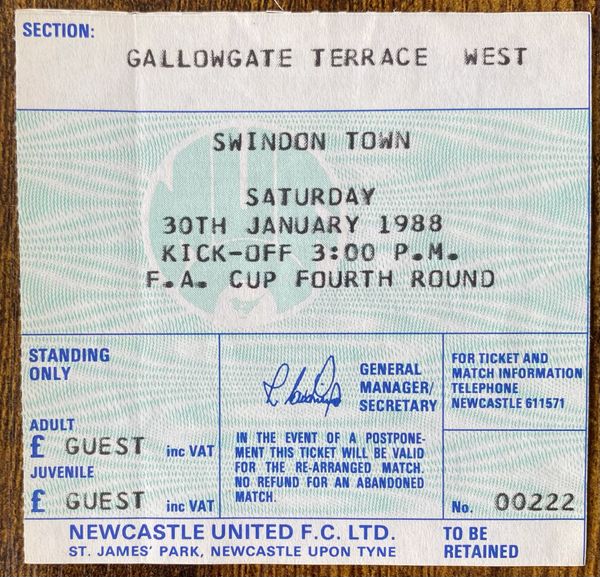 SECTION:
GALLOWGATE TERRACE WEST
SWINDON TOWN
SATURDAY
30TH JANUARY 1988
KICK-OFF 3:00 P.M.
F.A. CUP FOURTH ROUND
STANDING
ONLY
ADULT
£ GUEST inc VAT
JUVENILE
£ GUEST inc VAT
GENERAL
MANAGER/
SECRETARY
IN THE EVENT OF A POSTPONE-
MENT THIS TICKET WILL BE VALID
FOR THE RE-ARRANGED MATCH.
NO REFUND FOR AN ABANDONED
MATCH.
FOR TICKET AND
MATCH INFORMATION
TELEPHONE
NEWCASTLE 611571
No. 00222
NEWCASTLE UNITED F.C. LTD.
ST. JAMES' PARK, NEWCASTLE UPON TYNE
TO BE
RETAINED